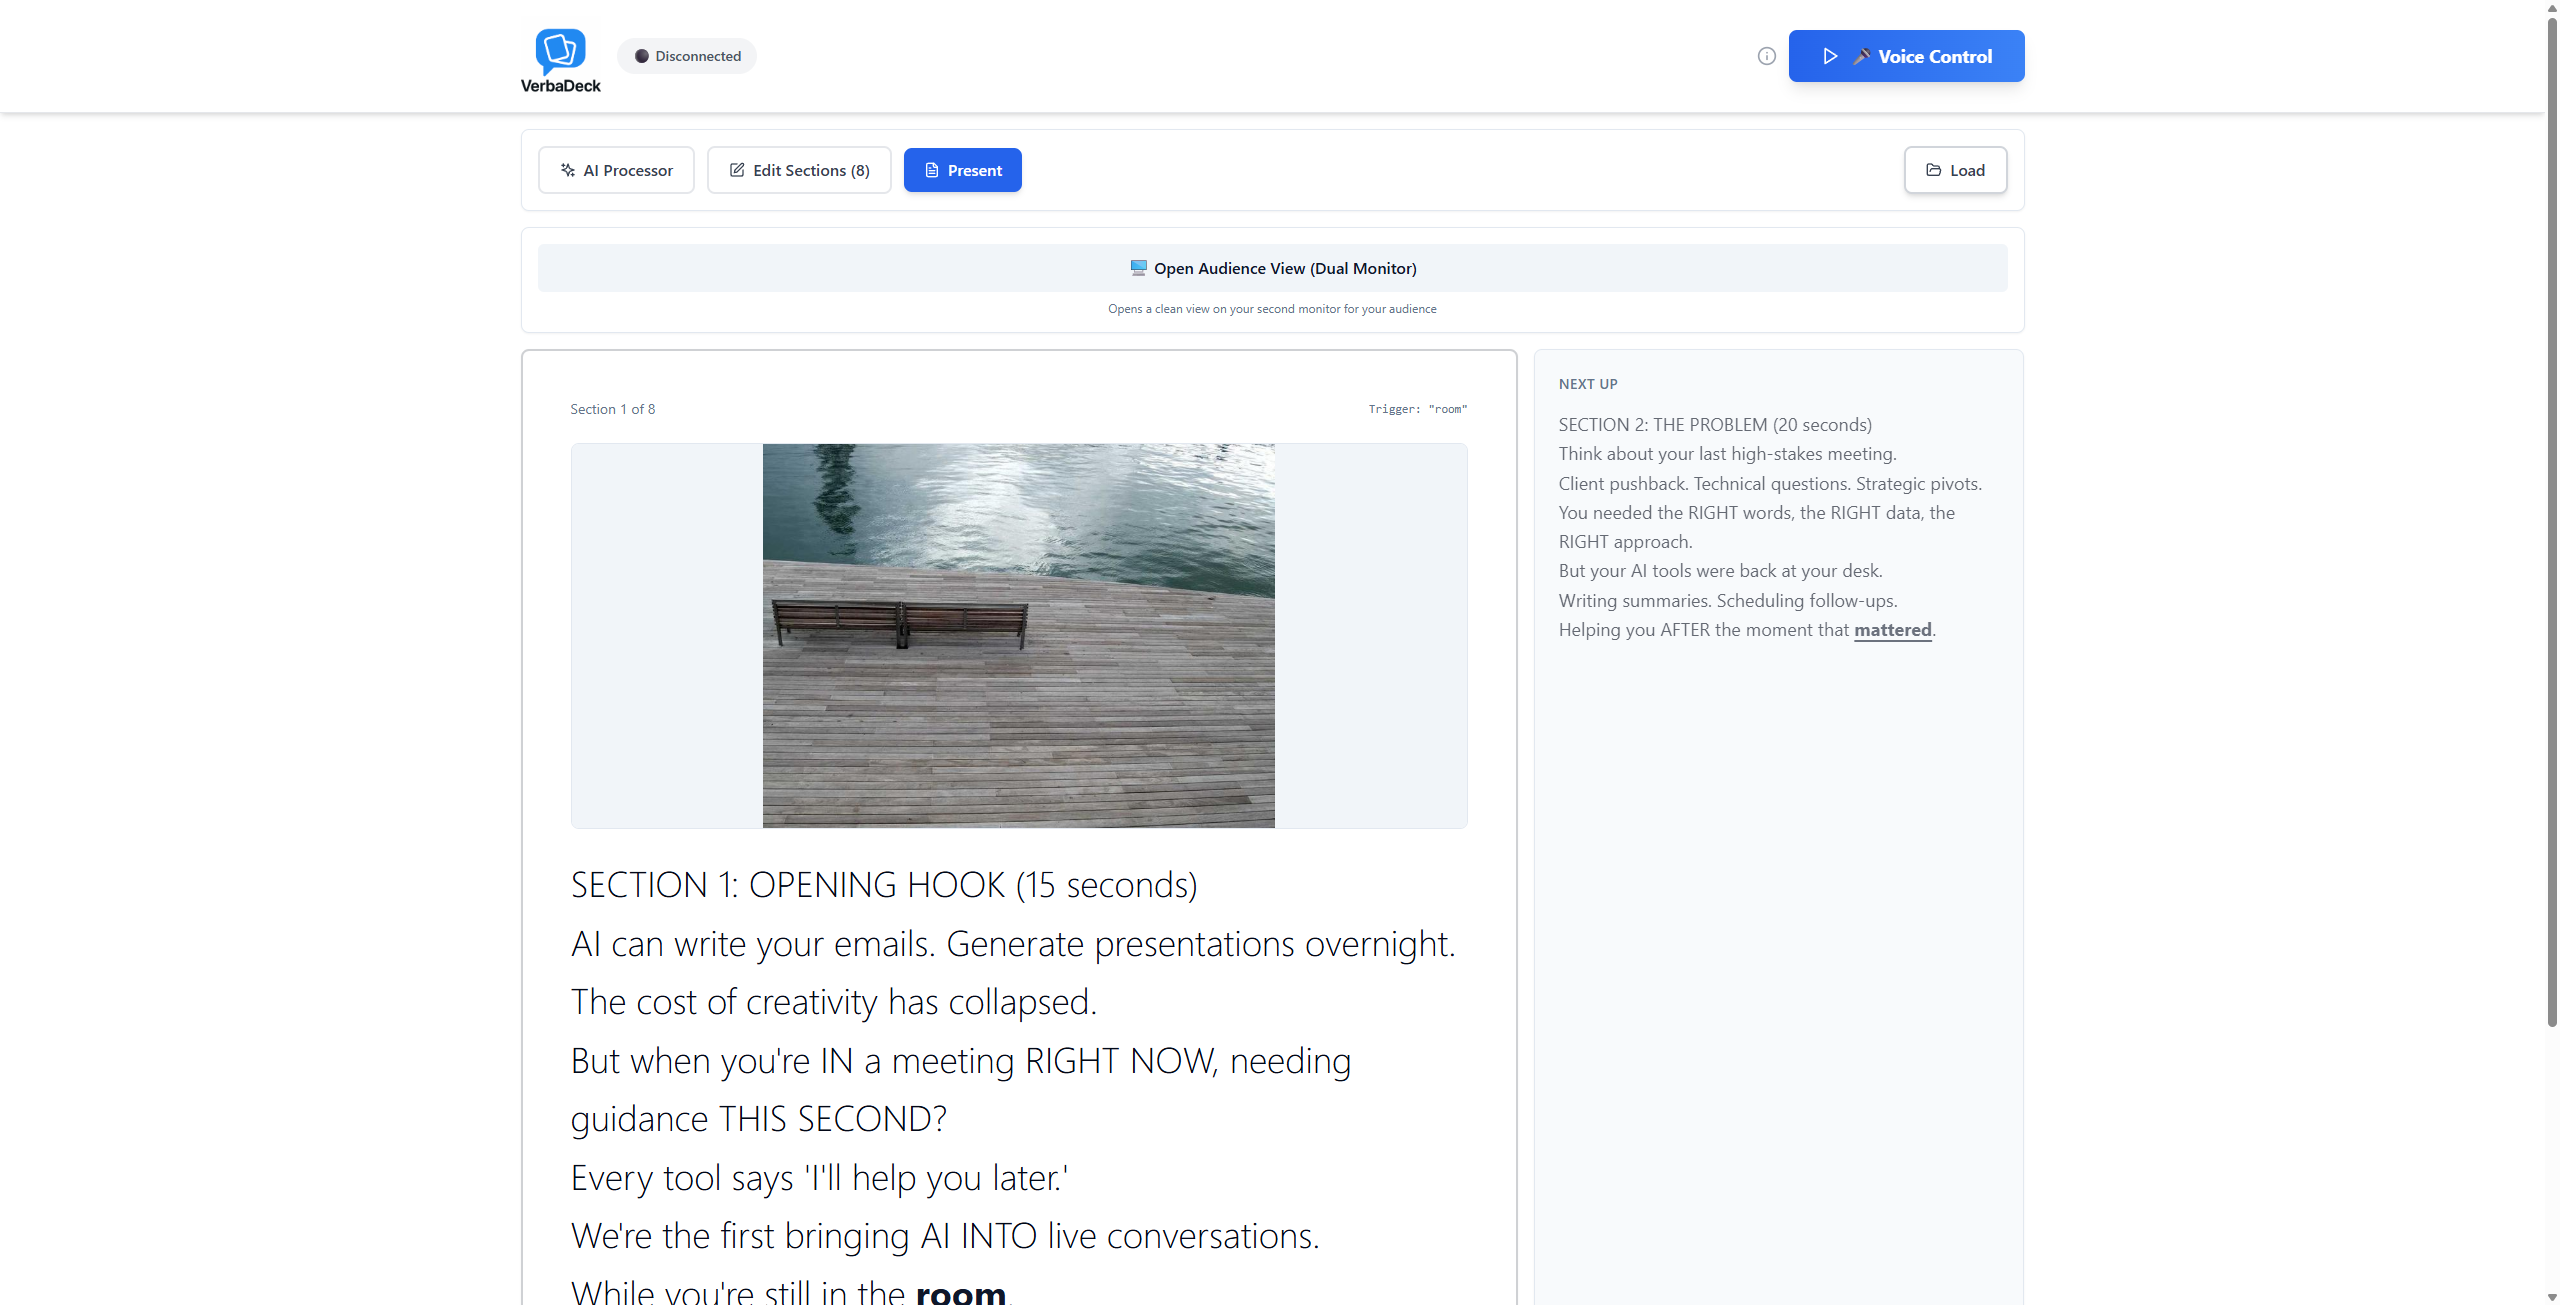 VerbaDeck
Disconnected
Voice Control
AI Processor
Edit Sections (8)
Present
Load
Open Audience View (Dual Monitor)
Opens a clean view on your second monitor for your audience
Section 1 of 8
Trigger: "room"
SECTION 1: OPENING HOOK (15 seconds)
AI can write your emails. Generate presentations overnight.
The cost of creativity has collapsed.
But when you're IN a meeting RIGHT NOW, needing
guidance THIS SECOND?
Every tool says 'I'll help you later.'
We're the first bringing AI INTO live conversations.
While you're still in the room.
NEXT UP
SECTION 2: THE PROBLEM (20 seconds)
Think about your last high-stakes meeting.
Client pushback. Technical questions. Strategic pivots.
You needed the RIGHT words, the RIGHT data, the
RIGHT approach.
But your AI tools were back at your desk.
Writing summaries. Scheduling follow-ups.
Helping you AFTER the moment that mattered.